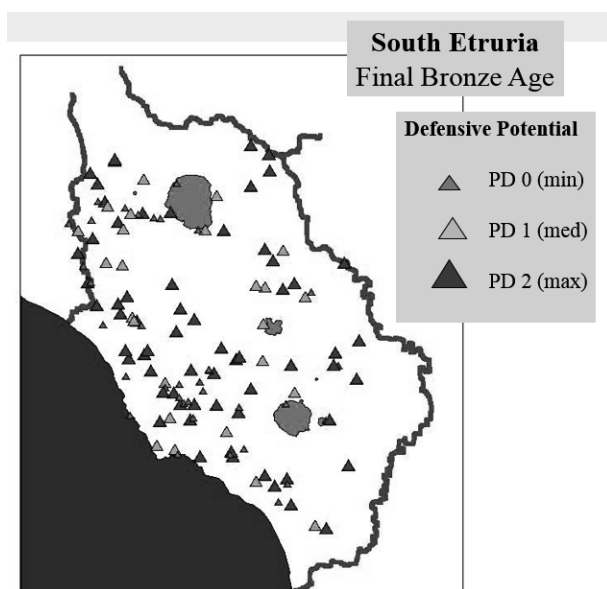 South Etruria
Final Bronze Age
Defensive Potential
PD 0 (min)
PD 1 (med)
PD 2 (max)